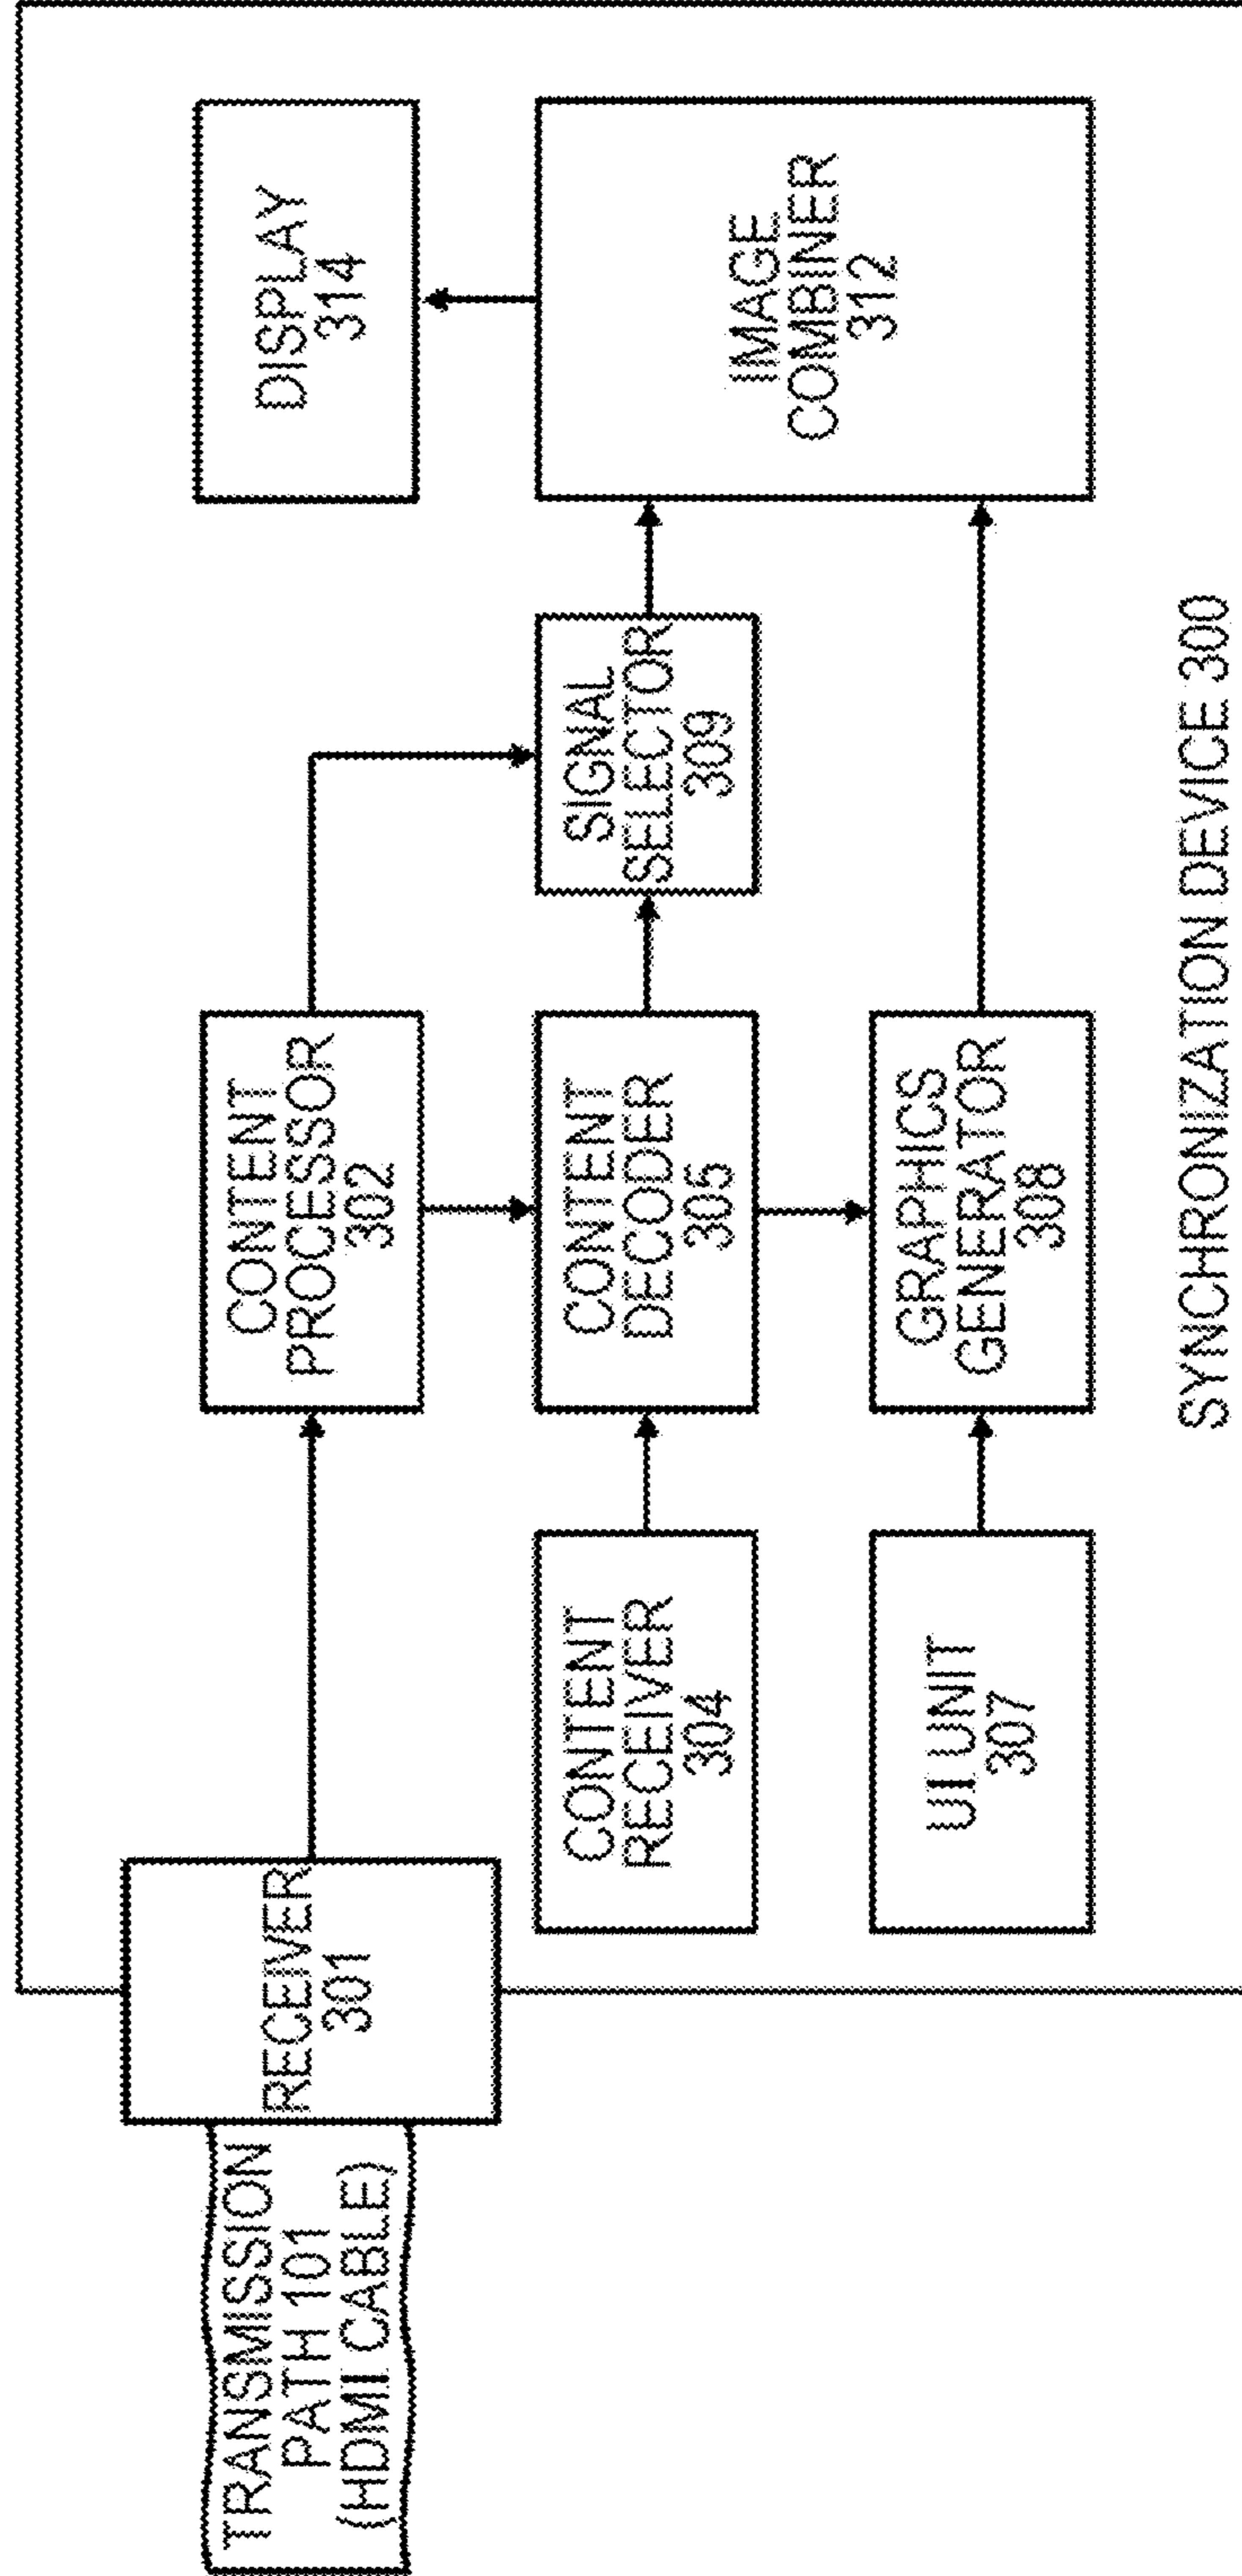 TRANSMISSION
PATH 101
(HDMI CABLE)
RECEIVER
301
CONTENT
PROCESSOR
302
DISPLAY
314
CONTENT
RECEIVER
304
CONTENT
DECODER
305
SIGNAL
SELECTOR
309
IMAGE
COMBINER
312
UI UNIT
307
GRAPHICS
GENERATOR
308
SYNCHRONIZATION DEVICE 300